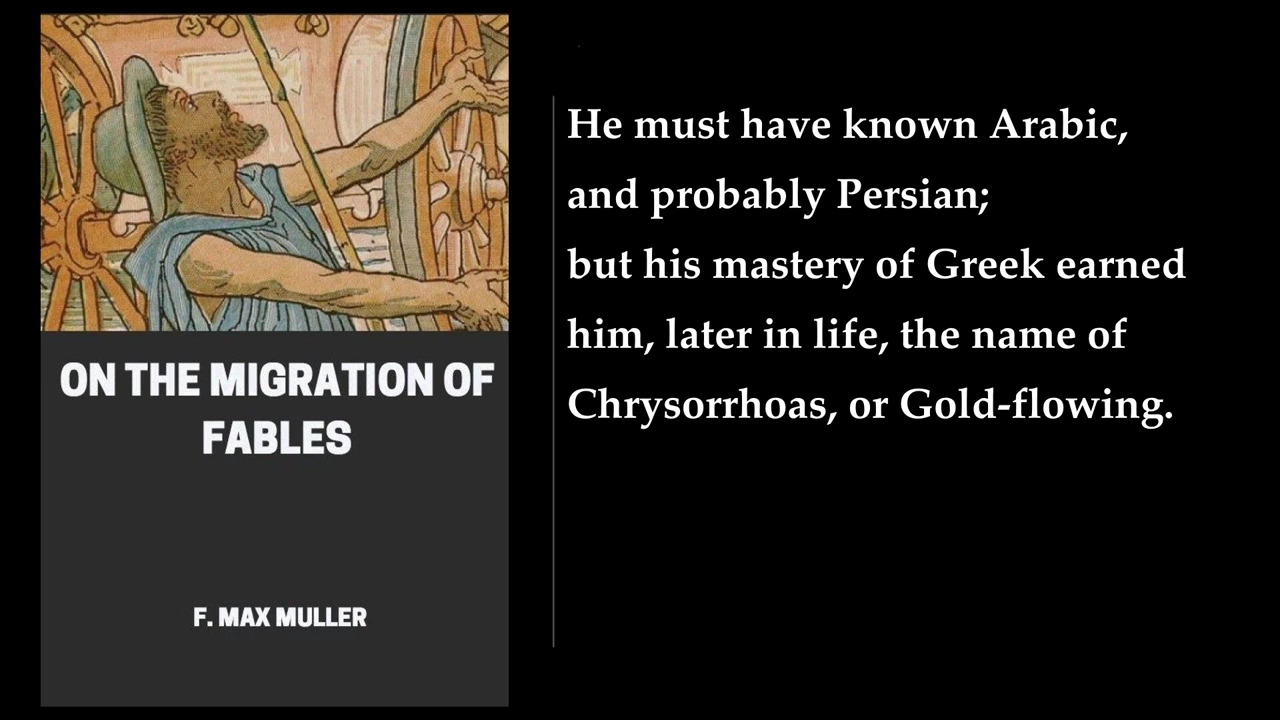 ON THE MIGRATION OF
FABLES
F. MAX MULLER
He must have known Arabic,
and probably Persian;
but his mastery of Greek earned
him, later in life, the name of
Chrysorrhoas, or Gold-flowing.